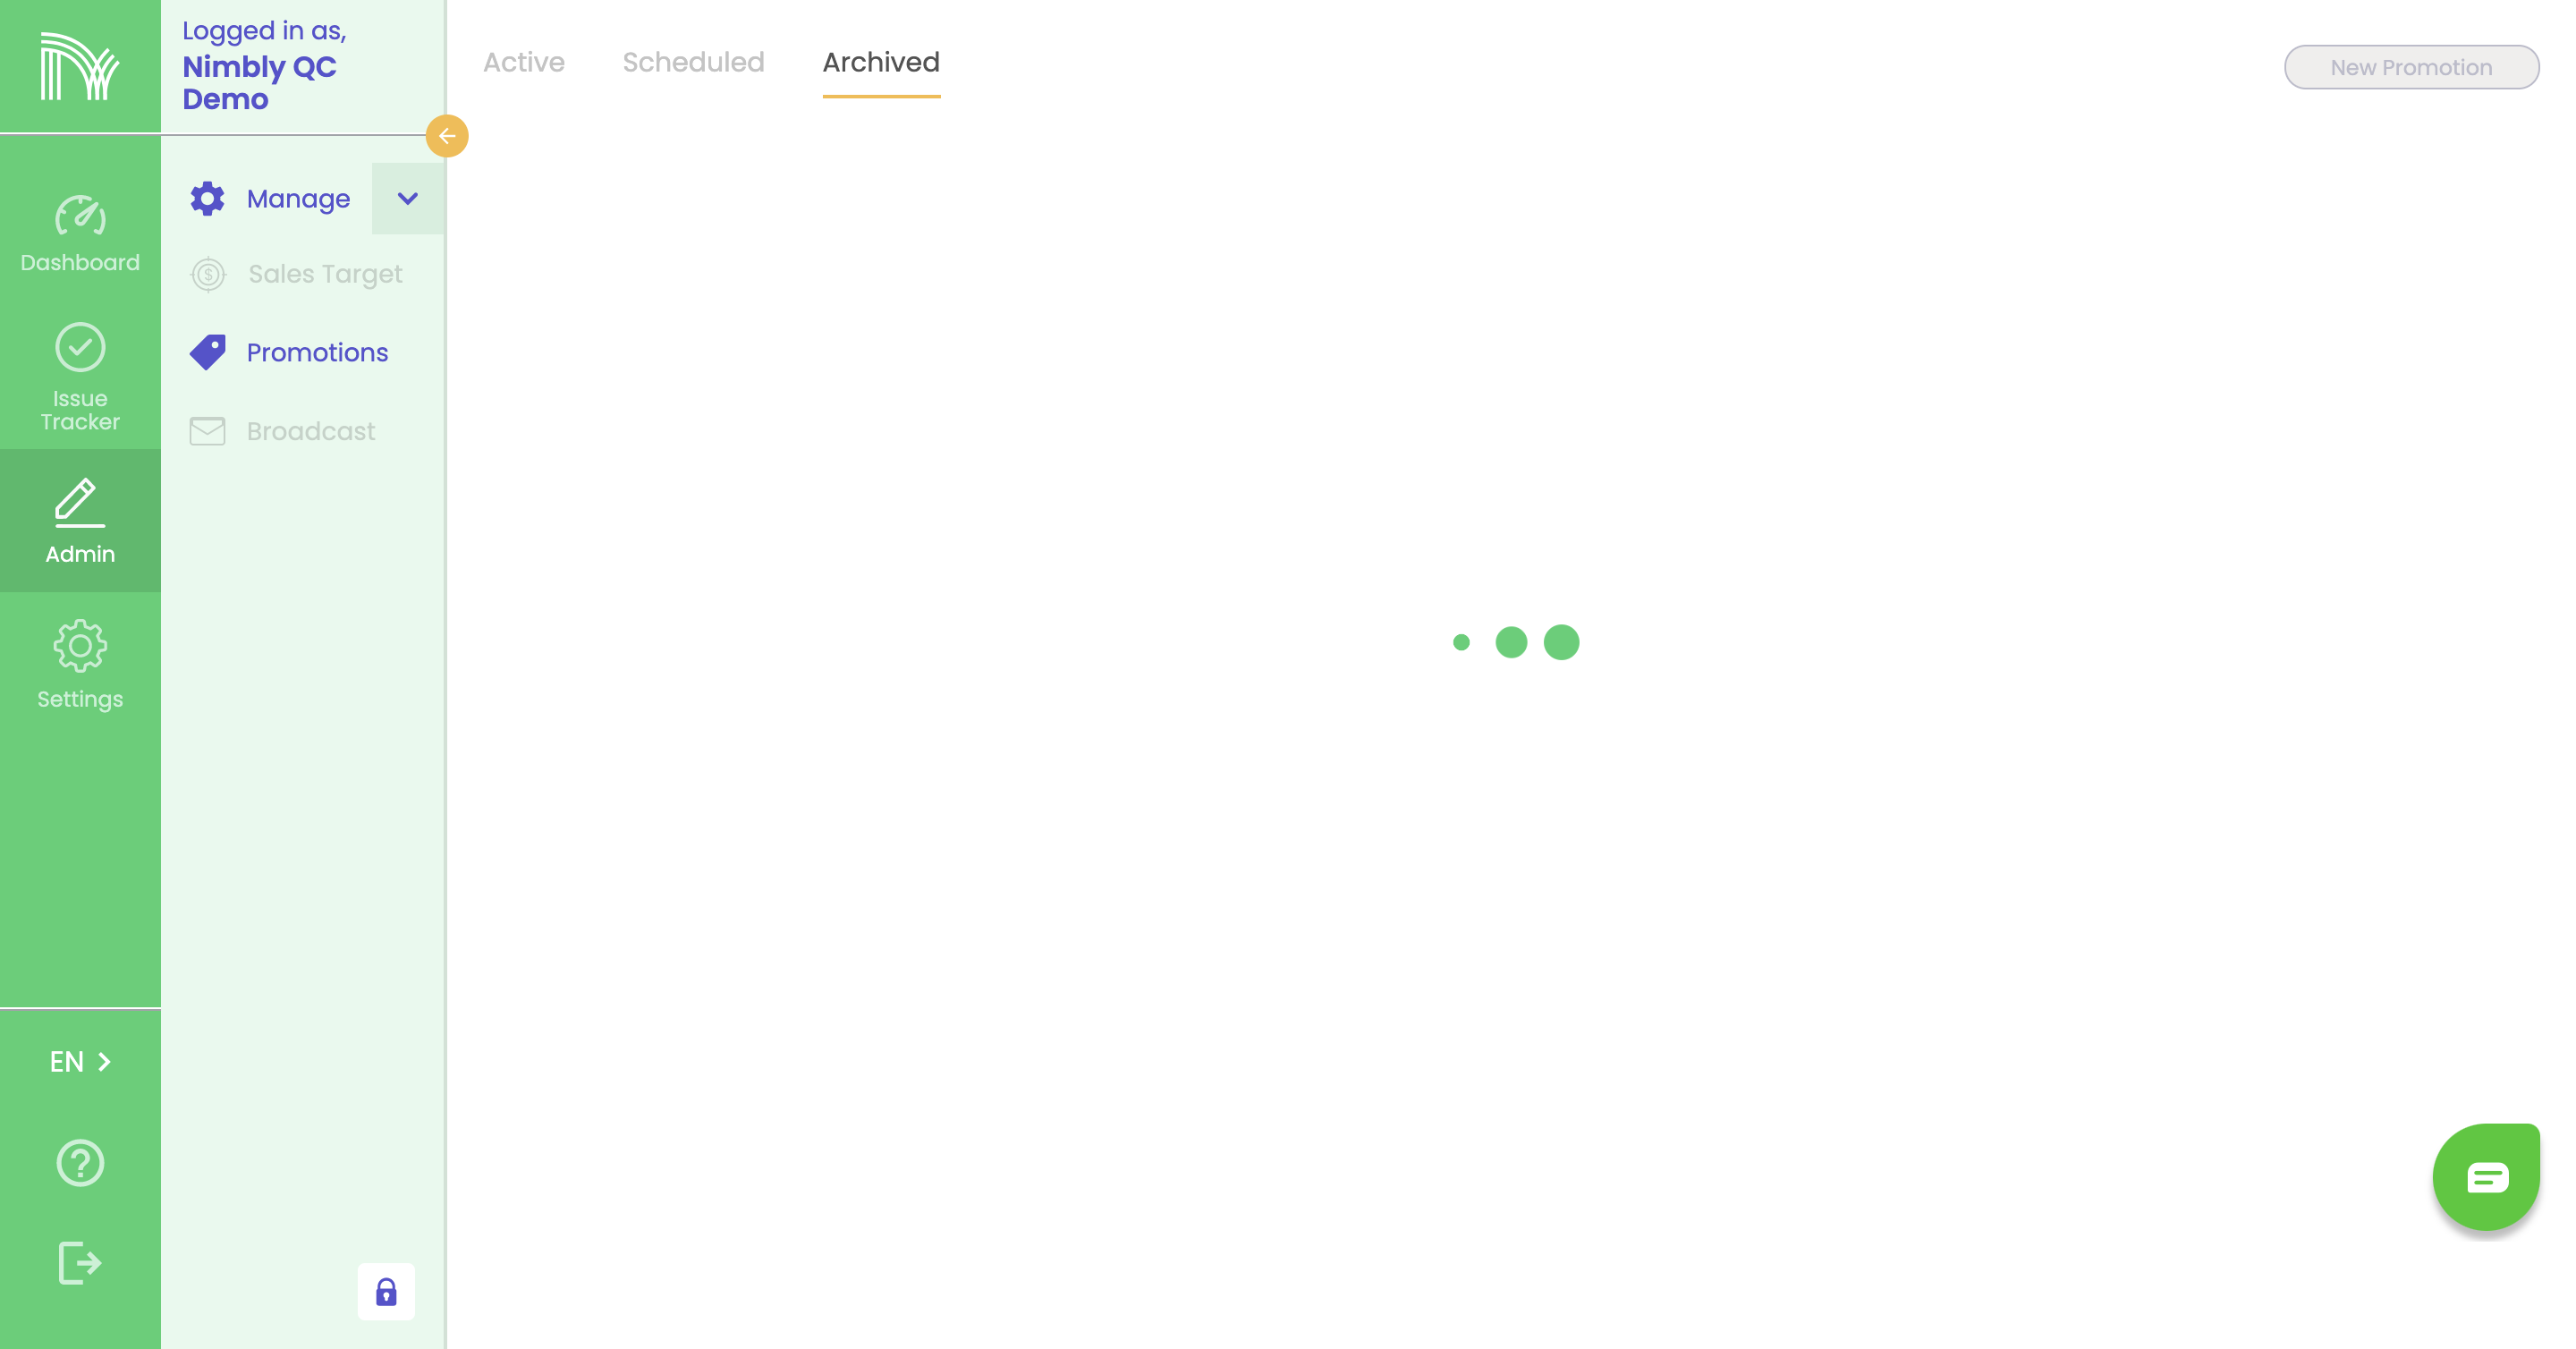 Logged in as,
Nimbly QC
Demo
Dashboard
Issue
Tracker
Admin
Settings
EN
Manage
Sales Target
Promotions
Broadcast
Active
Scheduled
Archived
New Promotion